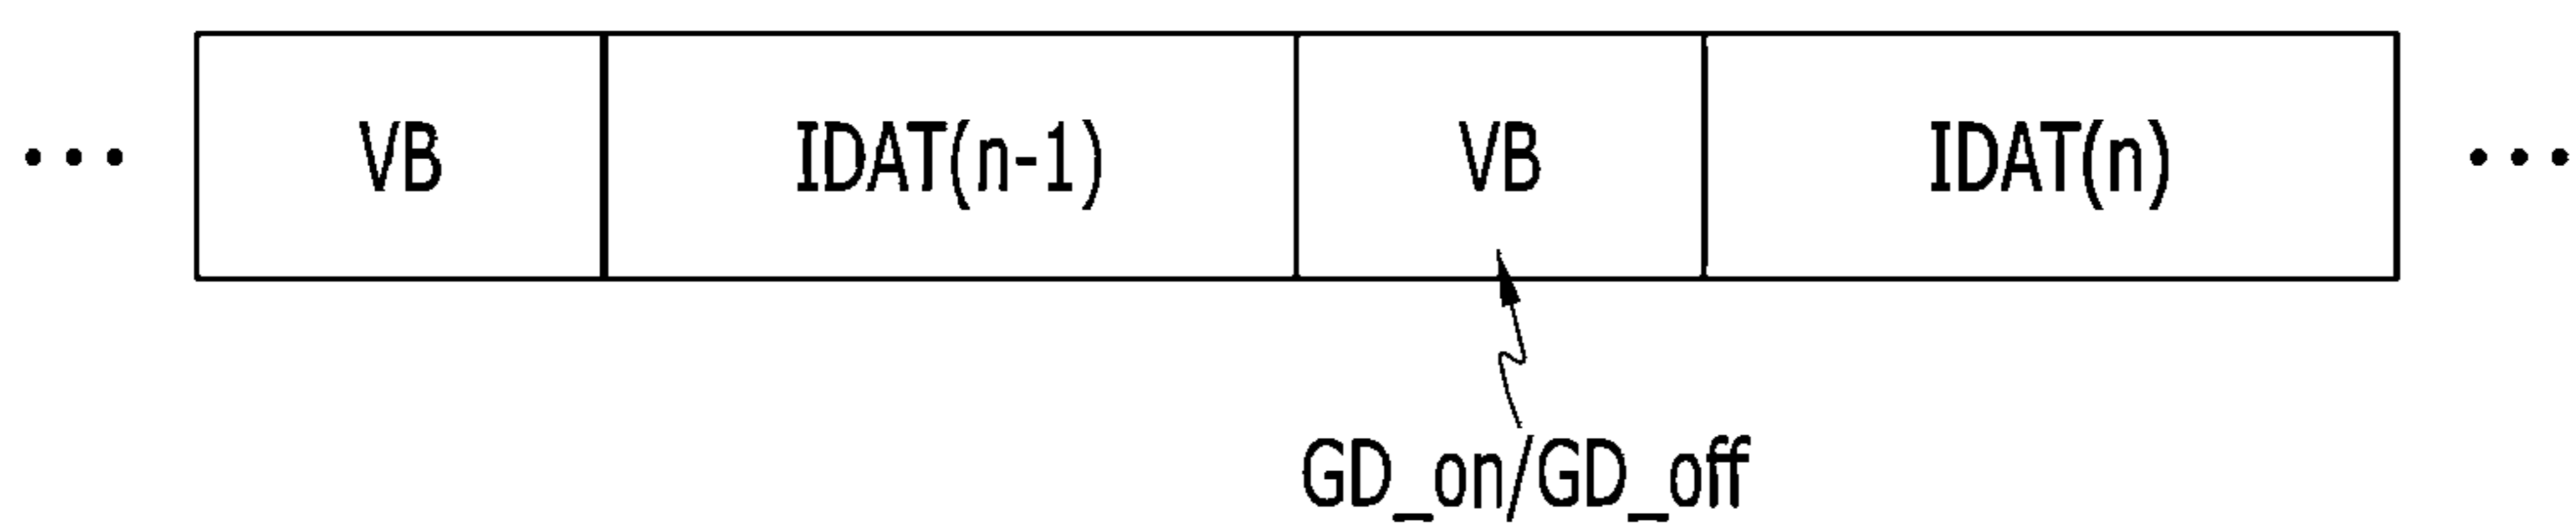 ... VB IDAT(n-1) VB IDAT(n) ...
GD_on/GD_off